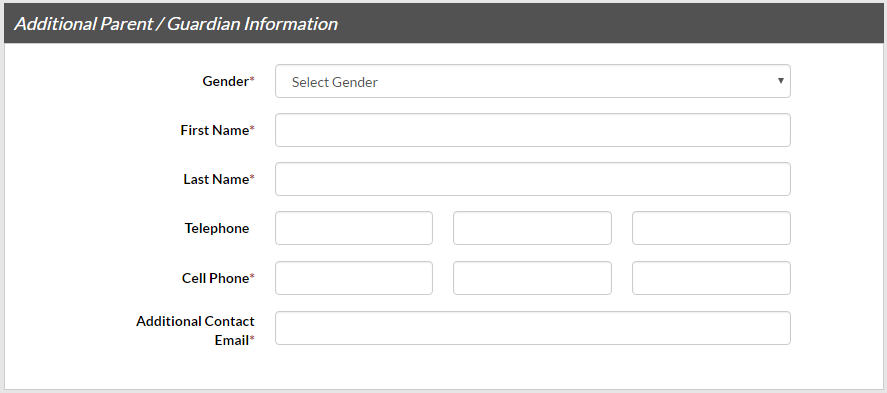 Additional Parent / Guardian Information
Gender*
Select Gender
First Name*
Last Name*
Telephone
Cell Phone*
Additional Contact
Email*